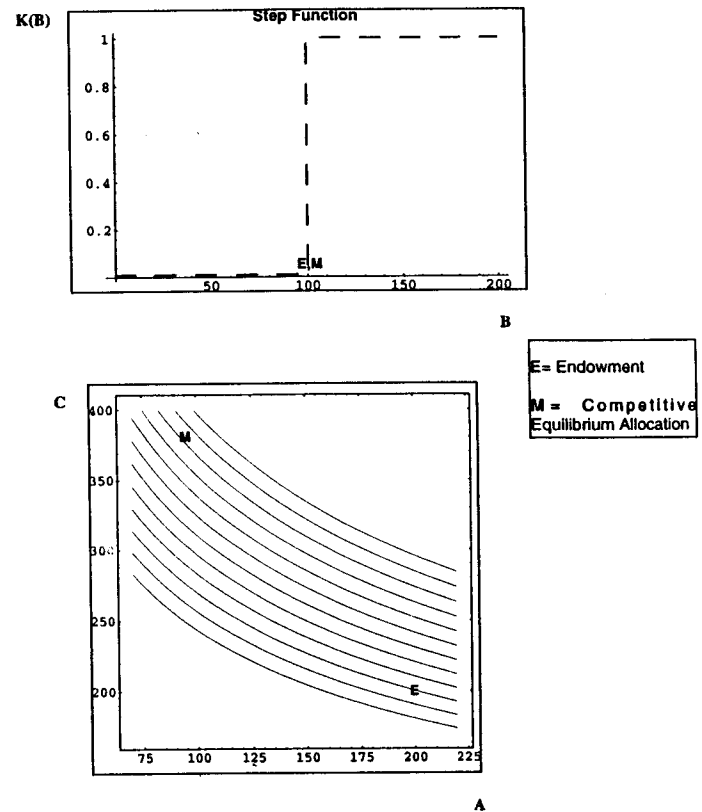 K(B)
Step Function
1
0.8
0.6
0.4
0.2
E,M
50
100
150
200
B
E= Endowment
M = Competitive
Equilibrium Allocation
C
400
350
300
250
200
M
E
75
100
125
150
175
200
225
A